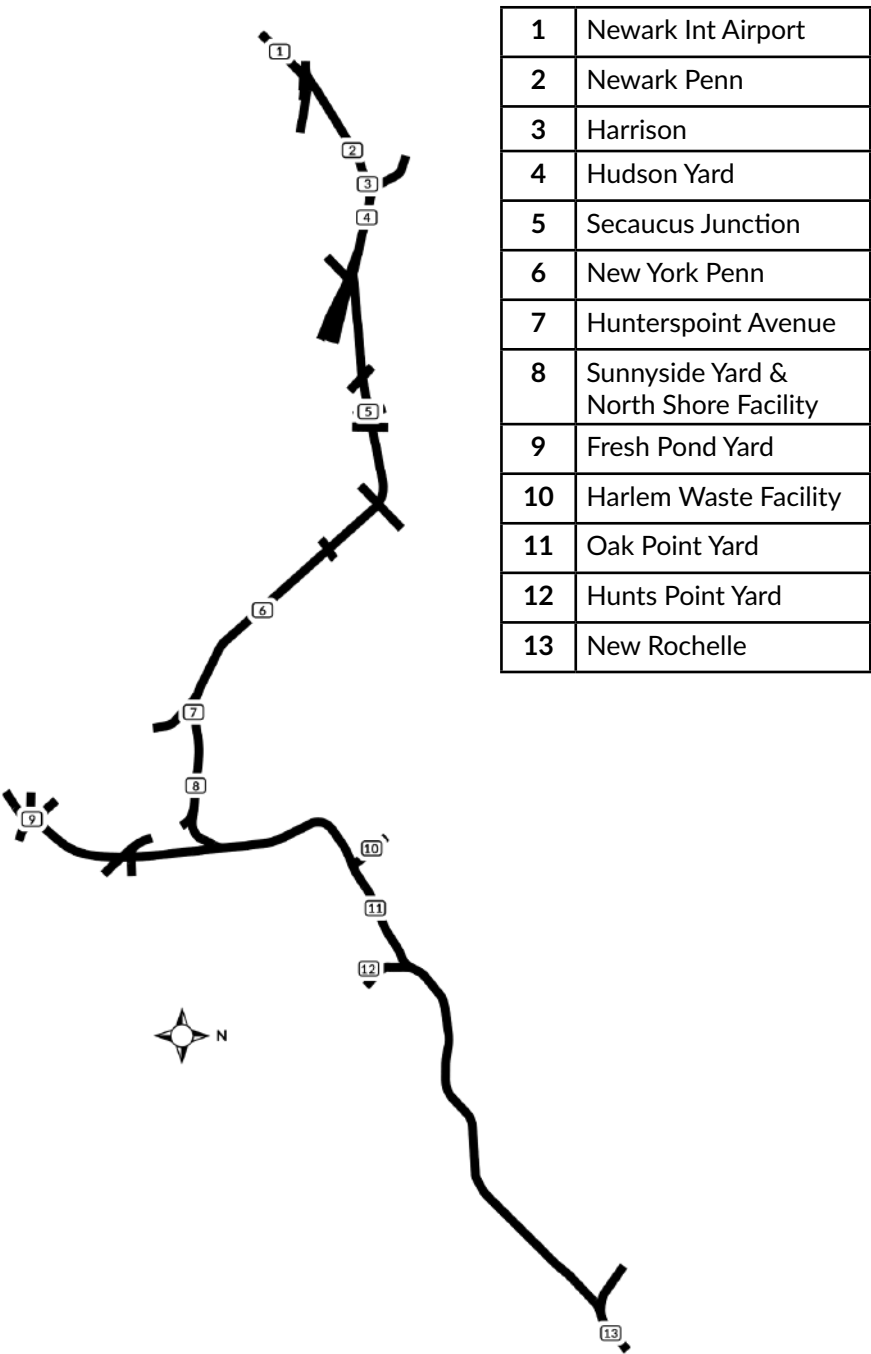 1 Newark Int Airport
2 Newark Penn
3 Harrison
4 Hudson Yard
5 Secaucus Junction
6 New York Penn
7 Hunterspoint Avenue
8 Sunnyside Yard &
North Shore Facility
9 Fresh Pond Yard
10 Harlem Waste Facility
11 Oak Point Yard
12 Hunts Point Yard
13 New Rochelle
1
2
3
4
5
6
7
8
9
10
11
12
N
13